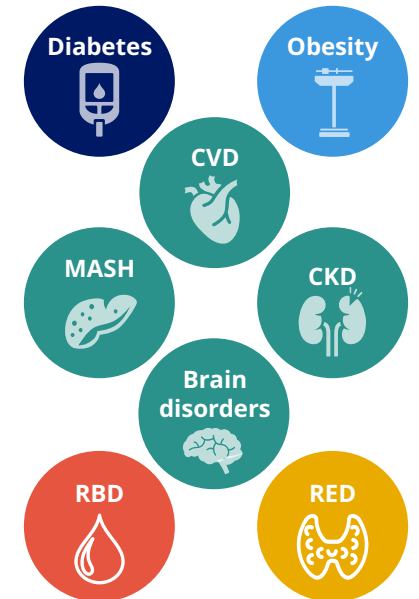 Diabetes
Obesity
CVD
MASH
CKD
Brain
disorders
RBD
RED